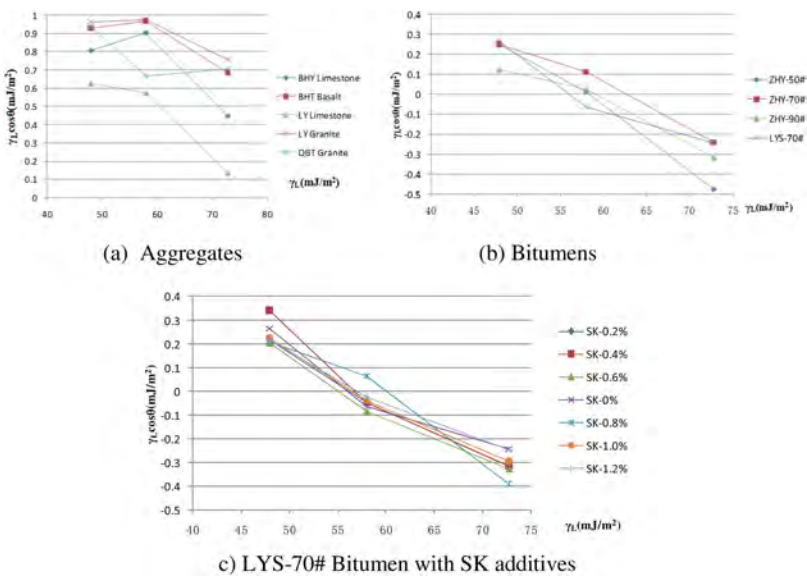 γLcosθ(mJ/m²)
1
0.9
0.8
0.7
0.6
0.5
0.4
0.3
0.2
0.1
0
40 50 60 70 80
γL(mJ/m²)
BHY Limestone
BHT Basalt
LY Limestone
LY Granite
DBT Granite
(a) Aggregates
γLcosθ(mJ/m²)
0.4
0.3
0.2
0.1
0
-0.1
-0.2
-0.3
-0.4
-0.5
40 45 50 55 60 65 70 75
γL(mJ/m²)
ZHY-50#
ZHY-70#
ZHY-90#
LYS-70#
(b) Bitumens
γLcosθ(mJ/m²)
0.4
0.3
0.2
0.1
0
-0.1
-0.2
-0.3
-0.4
-0.5
40 45 50 55 60 65 70 75
γL(mJ/m²)
SK-0.2%
SK-0.4%
SK-0.6%
SK-0%
SK-0.8%
SK-1.0%
SK-1.2%
c) LYS-70# Bitumen with SK additives